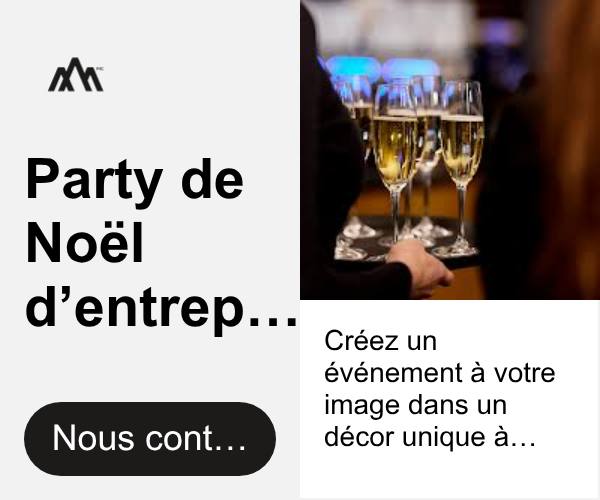 Party de
Noël
d’entrep…
Nous cont…
Créez un
événement à votre
image dans un
décor unique à…